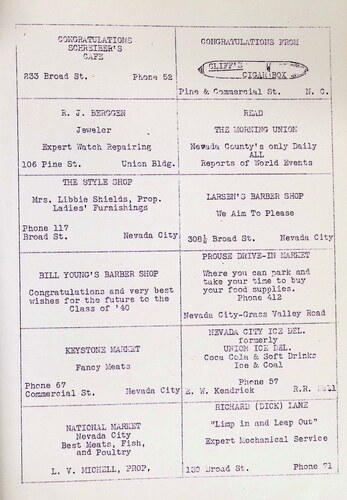 CONGRATULATIONS
SCHREIBER'S
CAFE
233 Broad St. Phone 52
CONGRATULATIONS FROM
CLIFF'S
CIGAR BOX
Pine & Commercial St. N. C.
R. J. BERGGEN
Jeweler
Expert Watch Repairing
106 Pine St. Union Bldg.
READ
THE MORNING UNION
Nevada County's only Daily
ALL
Reports of World Events
THE STYLE SHOP
Mrs. Libbie Shields, Prop.
Ladies' Furnishings
Phone 117
Broad St. Nevada City
LARSEN'S BARBER SHOP
We Aim To Please
308½ Broad St. Nevada City
BILL YOUNG'S BARBER SHOP
Congratulations and very best
wishes for the future to the
Class of '40
PROUSE DRIVE-IN MARKET
Where you can park and
take your time to buy
your food supplies.
Phone 412
Nevada City-Grass Valley Road
KEYSTONE MARKET
Fancy Meats
Phone 67
Commercial St. Nevada City
NEVADA CITY ICE DEL.
formerly
UNION ICE DEL.
Coca Cola & Soft Drinks
Ice & Coal
Phone 57
E. W. Kendrick R.R.
NATIONAL MARKET
Nevada City
Best Meats, Fish,
and Poultry
L. V. MICHELL, PROP.
RICHARD (DICK) LANE
"Limp in and Leap Out"
Expert Mechanical Service
130 Broad St. Phone 71